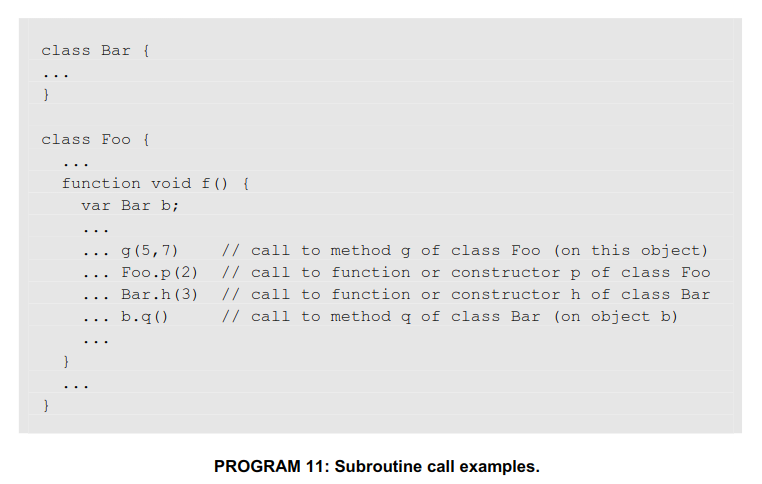 class Bar {
...
}
class Foo {
...
function void f() {
var Bar b;
...
... g(5,7) // call to method g of class Foo (on this object)
... Foo.p(2) // call to function or constructor p of class Foo
... Bar.h(3) // call to function or constructor h of class Bar
... b.q() // call to method q of class Bar (on object b)
...
}
...
}
PROGRAM 11: Subroutine call examples.